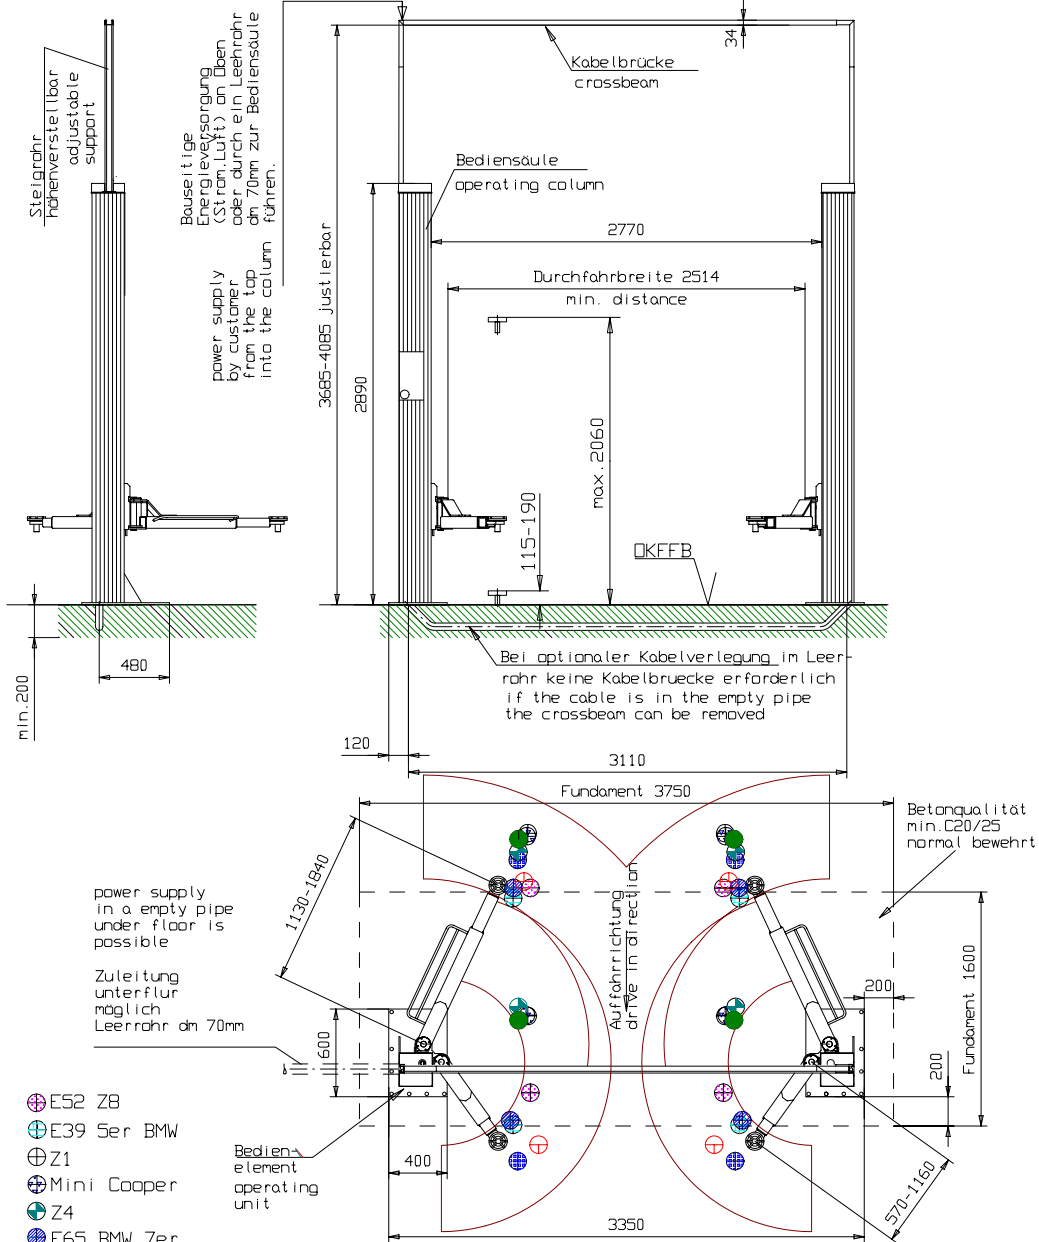 Steigrohr
höhenverstellbar
adjustable
support
Bauseitige
Energieversorgung
(Strom,Luft) on Oben
oder durch ein Leehrohr
dm 70mm zur Bediensäule
führen.
power supply
by customer
from the top
into the column
34
Kabelbrücke
crossbeam
Bediensäule
operating column
2770
Durchfahrbreite 2514
min. distance
3685-4085 justierbar
2890
max.2060
115-190
OKFFB
480
min.200
Bei optionaler Kabelverlegung im Leer-
rohr keine Kabelbruecke erforderlich
if the cable is in the empty pipe
the crossbeam can be removed
120
3110
Fundament 3750
Betonqualität
min.C20/25
normal bewehrt
1130-1840
power supply
in a empty pipe
under floor is
possible
Zuleitung
unterflur
möglich
Leerrohr dm 70mm
Auffahrrichtung
drive in direction
600
200
Fundament 1600
200
E52 Z8
E39 5er BMW
Z1
Mini Cooper
Z4
E65 BMW 7er
Bedien-
element
operating
unit
400
570-1160
3350